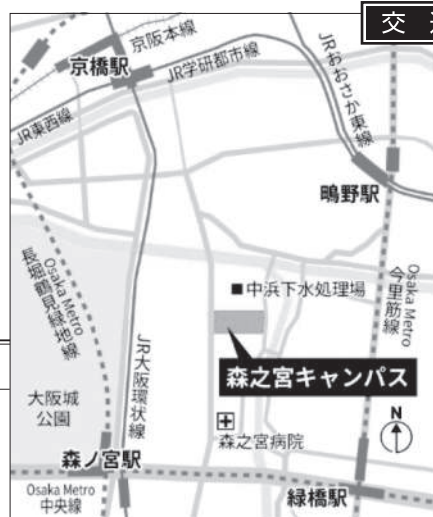 交
京阪本線
京橋駅
JR学研都市線
JRおおさか東線
JR東西線
鴫野駅
Osaka Metro
長堀鶴見緑地線
Osaka Metro
今里筋線
■中浜下水処理場
JR大阪環状線
森之宮キャンパス
大阪城
公園
N
森之宮病院
森ノ宮駅
Osaka Metro
中央線
緑橋駅